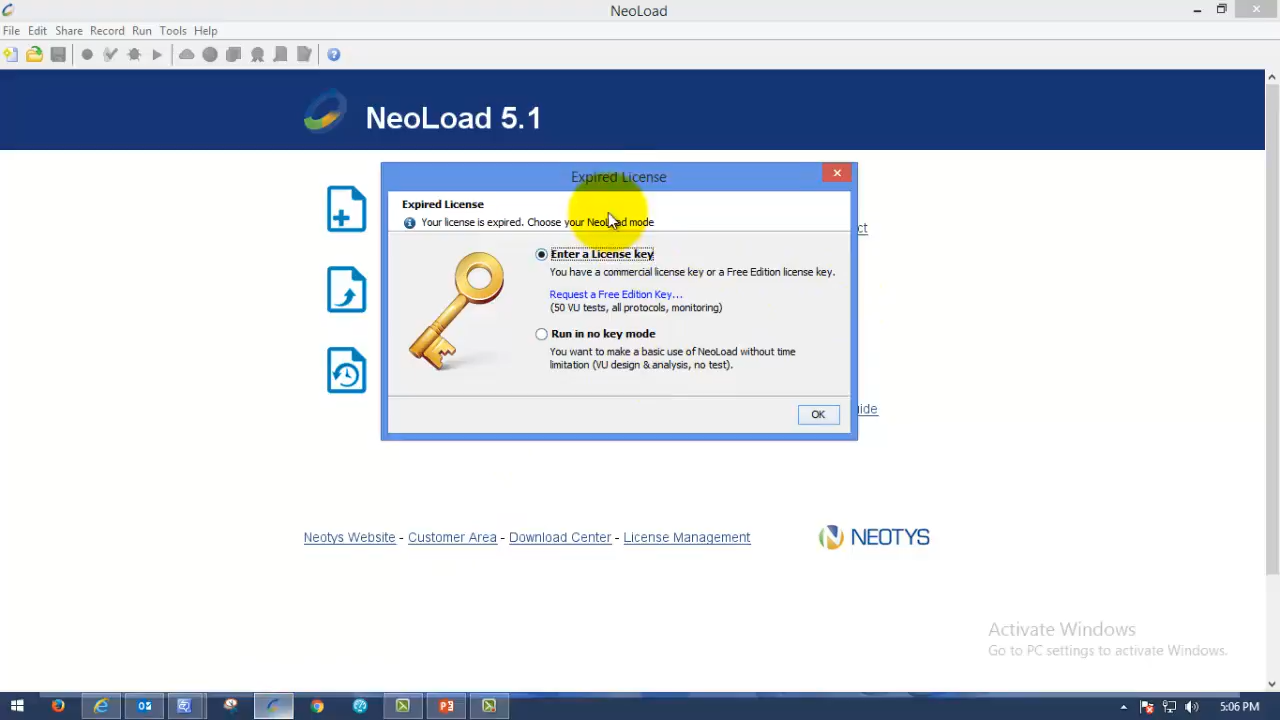 NeoLoad
File Edit Share Record Run Tools Help
NeoLoad 5.1
Expired License
Expired License
Your license is expired. Choose your NeoLoad mode
ct
Enter a License key
You have a commercial license key or a Free Edition license key.
Request a Free Edition Key...
(50 VU tests, all protocols, monitoring)
Run in no key mode
You want to make a basic use of NeoLoad without time
limitation (VU design & analysis, no test).
OK
uide
Neotys Website - Customer Area - Download Center - License Management
NEOTYS
Activate Windows
Go to PC settings to activate Windows.
5:06 PM